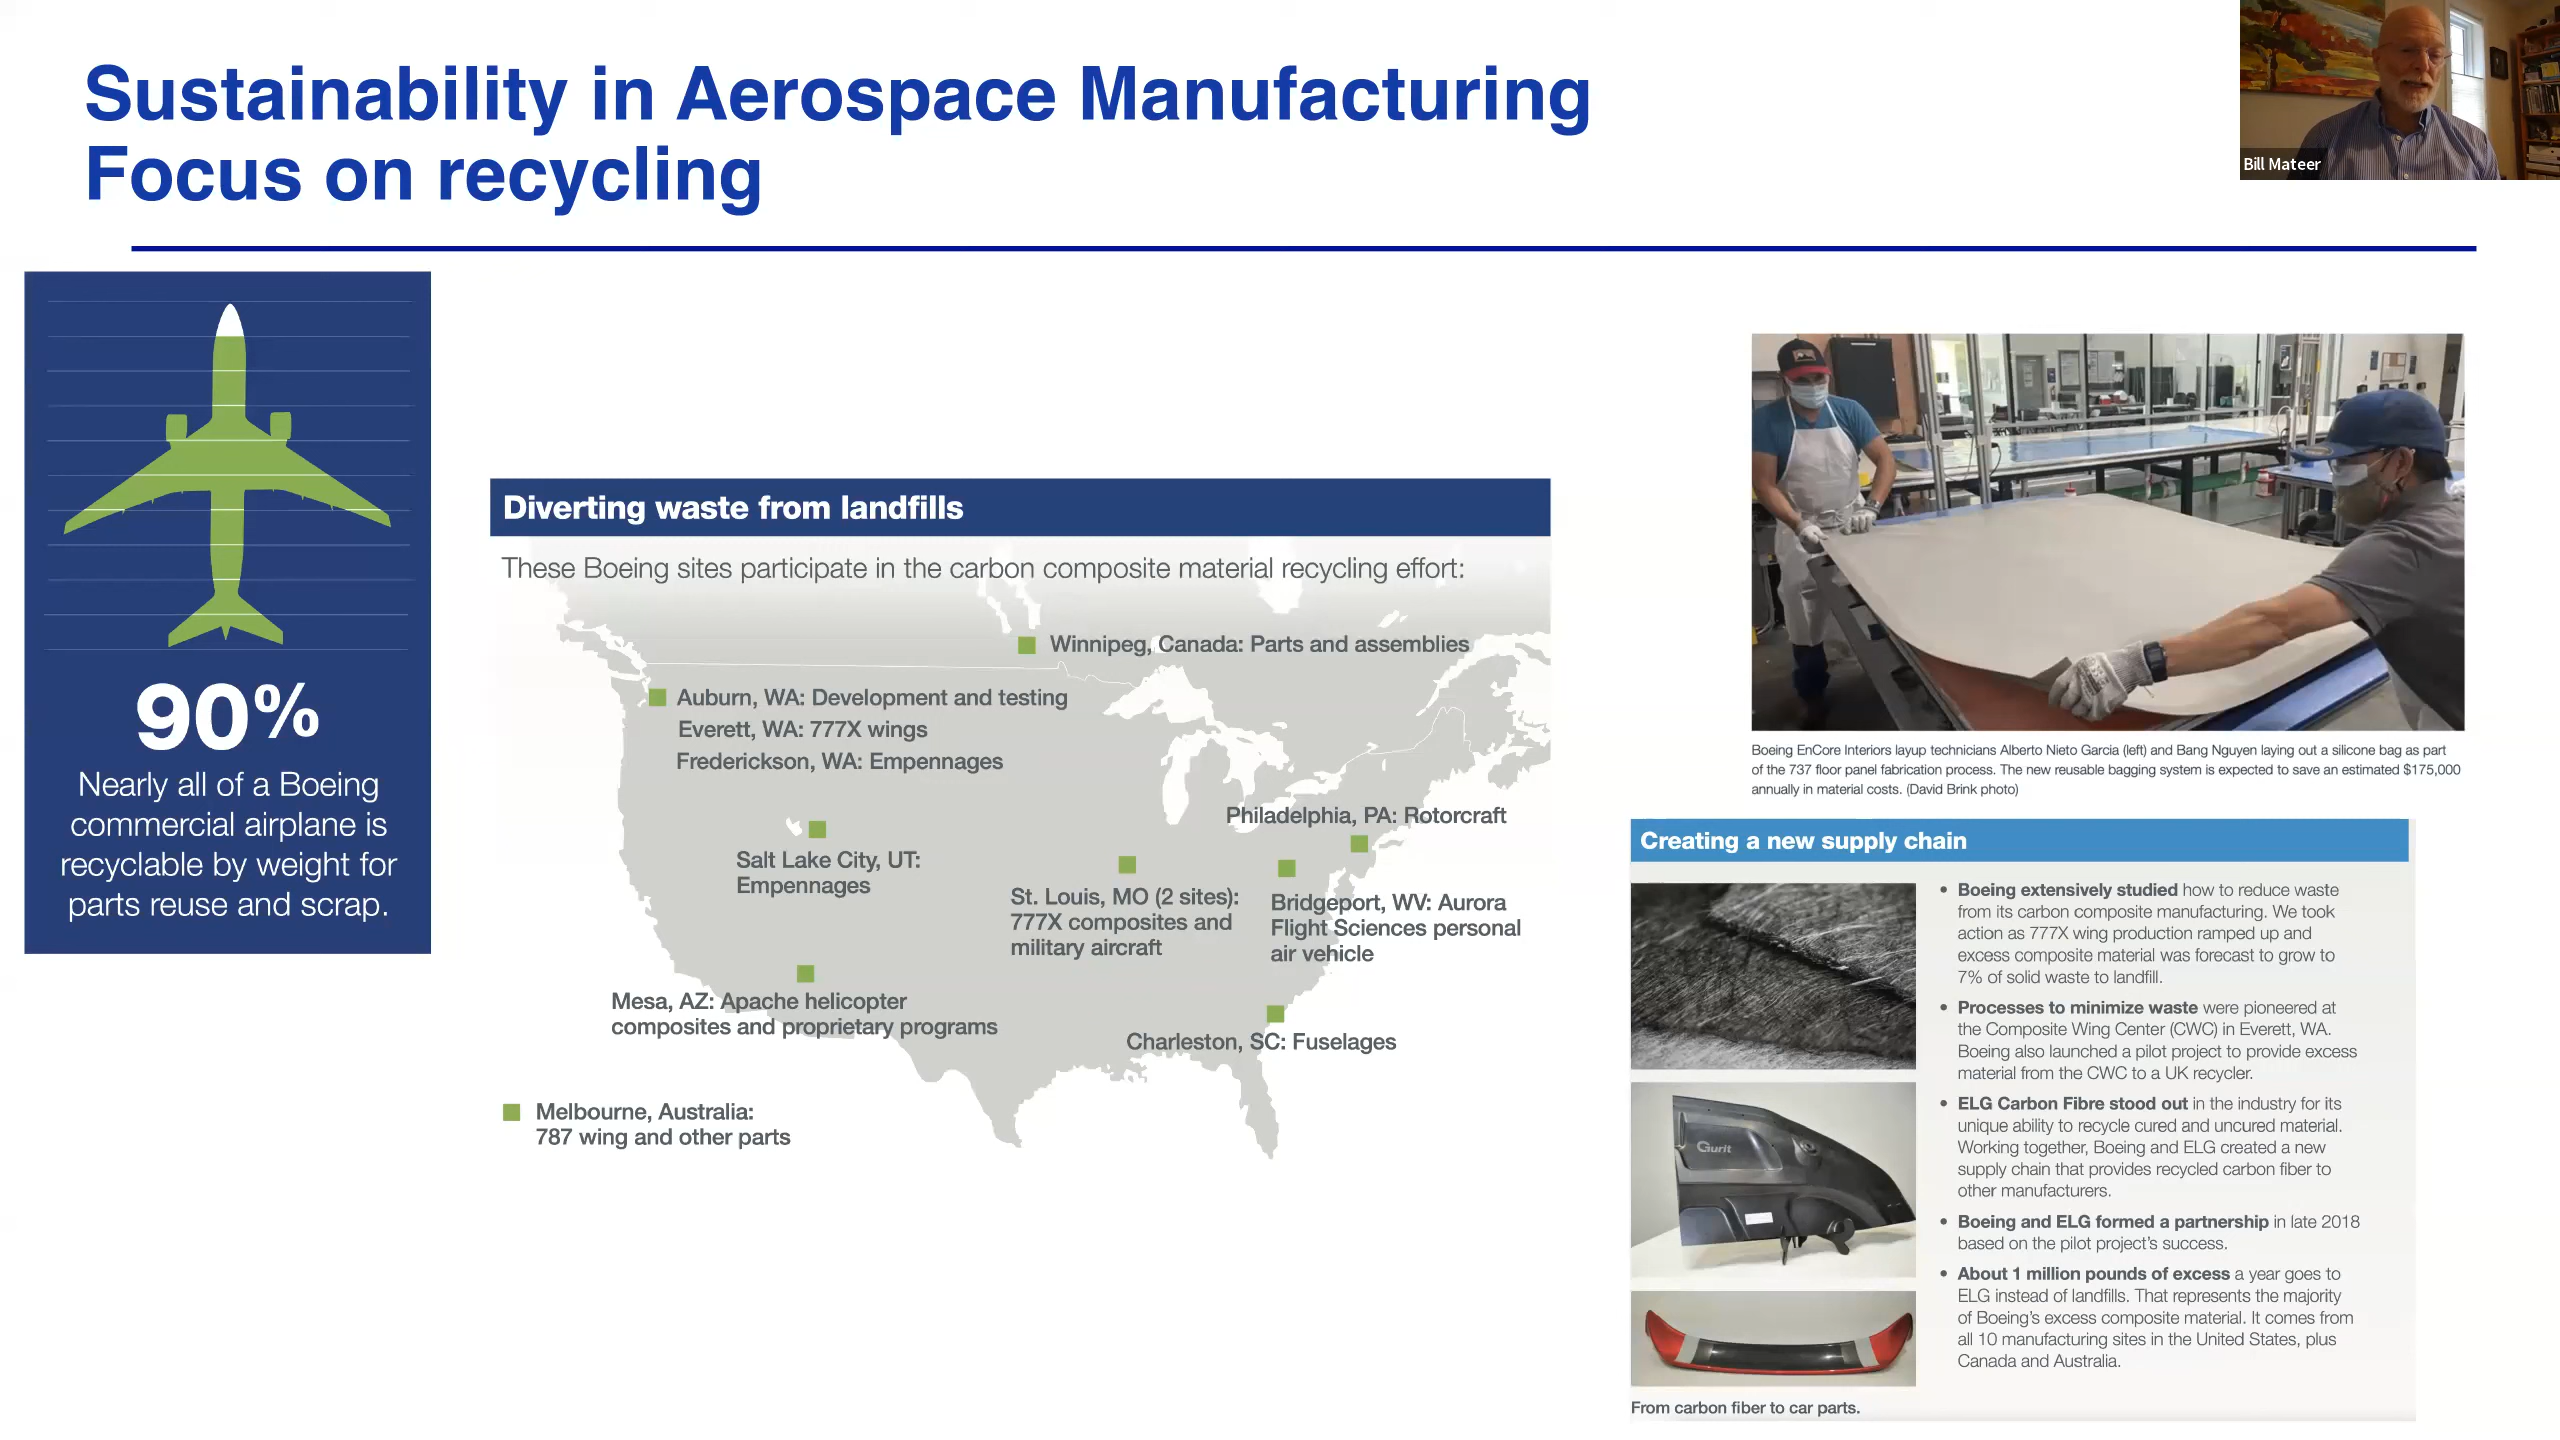 Sustainability in Aerospace Manufacturing
Focus on recycling
Bill Mateer
90%
Nearly all of a Boeing
commercial airplane is
recyclable by weight for
parts reuse and scrap.
Diverting waste from landfills
These Boeing sites participate in the carbon composite material recycling effort:
Winnipeg, Canada: Parts and assemblies
Auburn, WA: Development and testing
Everett, WA: 777X wings
Frederickson, WA: Empennages
Philadelphia, PA: Rotorcraft
Salt Lake City, UT:
Empennages
St. Louis, MO (2 sites):
777X composites and
military aircraft
Bridgeport, WV: Aurora
Flight Sciences personal
air vehicle
Mesa, AZ: Apache helicopter
composites and proprietary programs
Charleston, SC: Fuselages
Melbourne, Australia:
787 wing and other parts
Boeing EnCore Interiors layup technicians Alberto Nieto Garcia (left) and Bang Nguyen laying out a silicone bag as part
of the 737 floor panel fabrication process. The new reusable bagging system is expected to save an estimated $175,000
annually in material costs. (David Brink photo)
Creating a new supply chain
• Boeing extensively studied how to reduce waste
from its carbon composite manufacturing. We took
action as 777X wing production ramped up and
excess composite material was forecast to grow to
7% of solid waste to landfill.
• Processes to minimize waste were pioneered at
the Composite Wing Center (CWC) in Everett, WA.
Boeing also launched a pilot project to provide excess
material from the CWC to a UK recycler.
• ELG Carbon Fibre stood out in the industry for its
unique ability to recycle cured and uncured material.
Working together, Boeing and ELG created a new
supply chain that provides recycled carbon fiber to
other manufacturers.
• Boeing and ELG formed a partnership in late 2018
based on the pilot project's success.
• About 1 million pounds of excess a year goes to
ELG instead of landfills. That represents the majority
of Boeing's excess composite material. It comes from
all 10 manufacturing sites in the United States, plus
Canada and Australia.
Gurit
From carbon fiber to car parts.